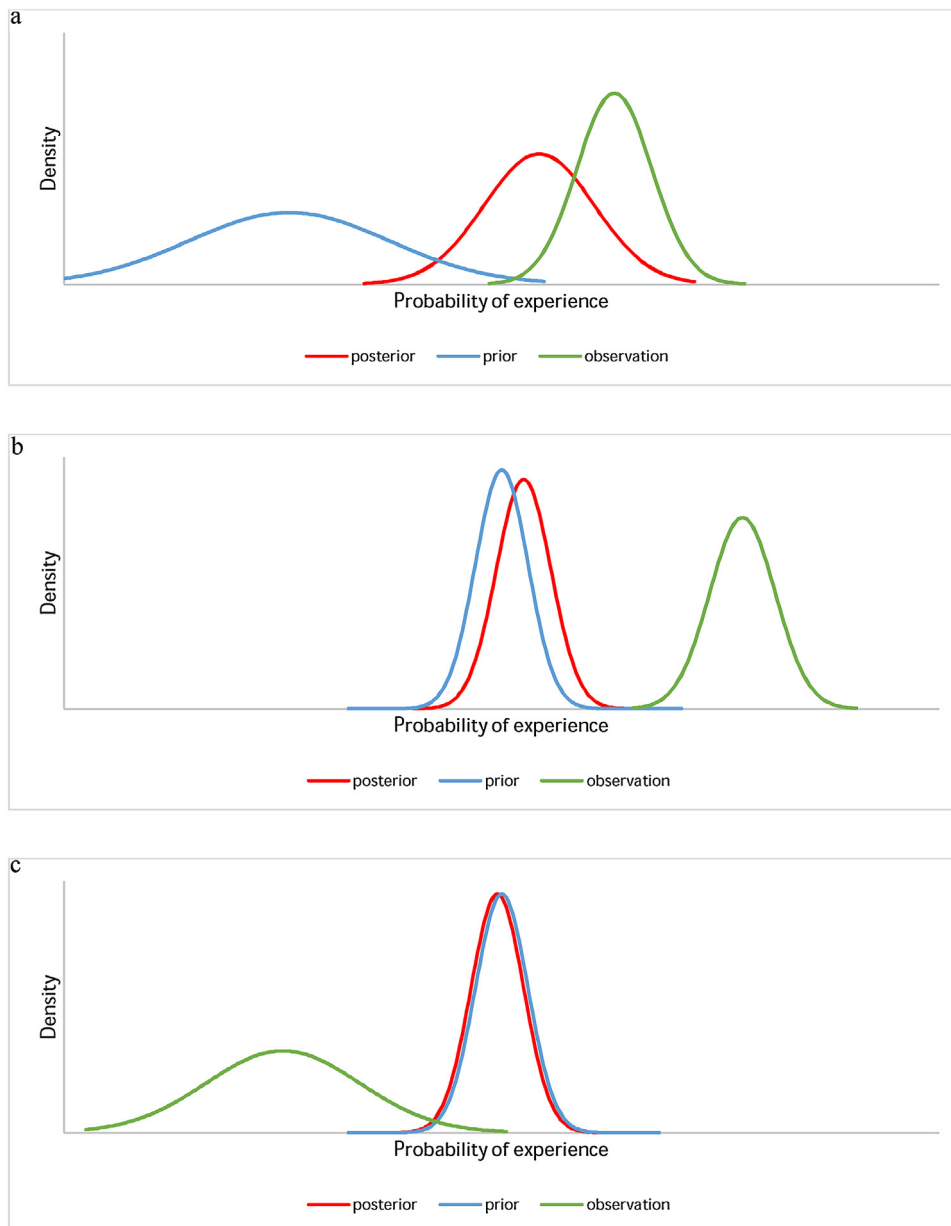 a
Density
Probability of experience
posterior prior observation
b
Density
Probability of experience
posterior prior observation
c
Density
Probability of experience
posterior prior observation